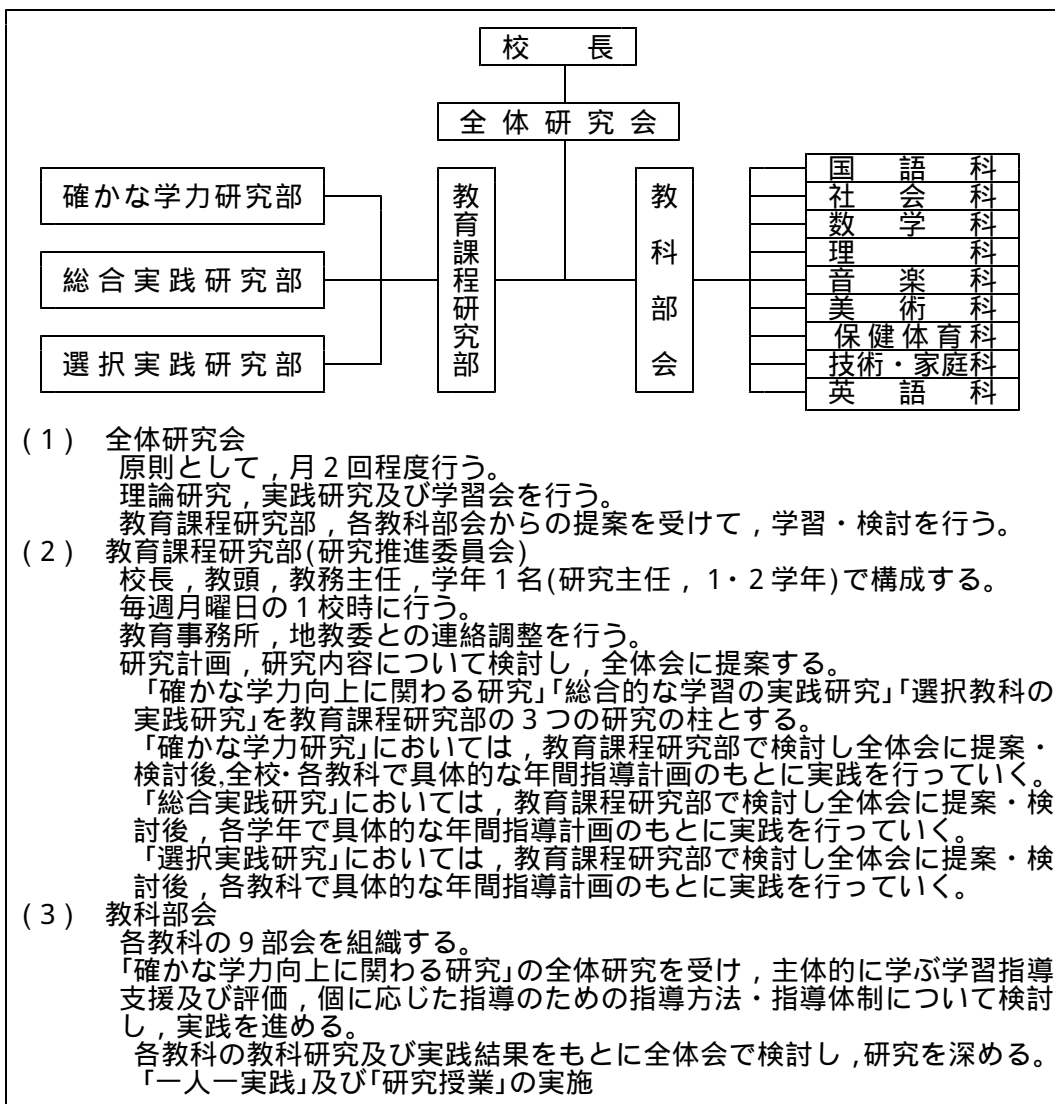 校長
全体研究会
確かな学力研究部
総合実践研究部
選択実践研究部
教育課程研究部
教科部会
国語科
社会科
数学科
理科
音楽科
美術科
保健体育科
技術・家庭科
英語科
(1) 全体研究会
原則として,月2回程度行う。
理論研究,実践研究及び学習会を行う。
教育課程研究部,各教科部会からの提案を受けて,学習・検討を行う。
(2) 教育課程研究部(研究推進委員会)
校長,教頭,教務主任,学年1名(研究主任,1・2学年)で構成する。
毎週月曜日の1校時に行う。
教育事務所,地教委との連絡調整を行う。
研究計画,研究内容について検討し,全体会に提案する。
「確かな学力向上に関わる研究」「総合的な学習の実践研究」「選択教科の
実践研究」を教育課程研究部の3つの研究の柱とする。
「確かな学力研究」においては,教育課程研究部で検討し全体会に提案・
検討後,全校・各教科で具体的な年間指導計画のもとに実践を行っていく。
「総合実践研究」においては,教育課程研究部で検討し全体会に提案・検
討後,各学年で具体的な年間指導計画のもとに実践を行っていく。
「選択実践研究」においては,教育課程研究部で検討し全体会に提案・検
討後,各教科で具体的な年間指導計画のもとに実践を行っていく。
(3) 教科部会
各教科の9部会を組織する。
「確かな学力向上に関わる研究」の全体研究を受け,主体的に学ぶ学習指導
支援及び評価,個に応じた指導のための指導方法・指導体制について検討
し,実践を進める。
各教科の教科研究及び実践結果をもとに全体会で検討し,研究を深める。
「一人一実践」及び「研究授業」の実施